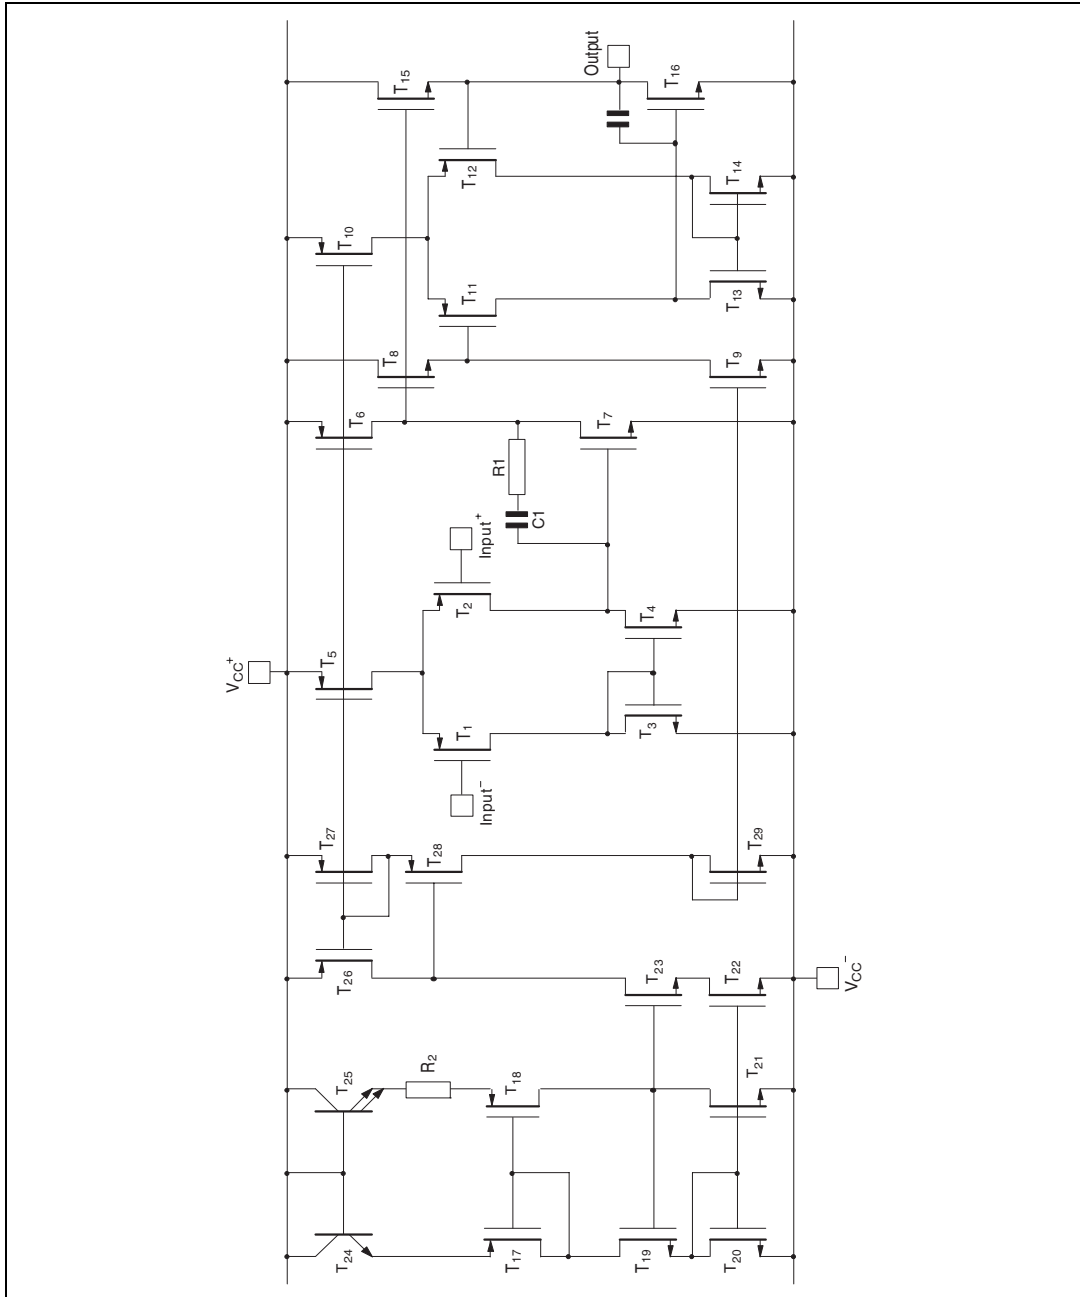 T24
T25
R2
T17
T18
T19
T20
T21
T26
T23
T22
VCC−
T27
T28
T29
VCC+
T5
T1
Input−
T2
Input+
T3
T4
C1
R1
T6
T7
T8
T9
T10
T11
T12
T13
T14
T15
Output
T16